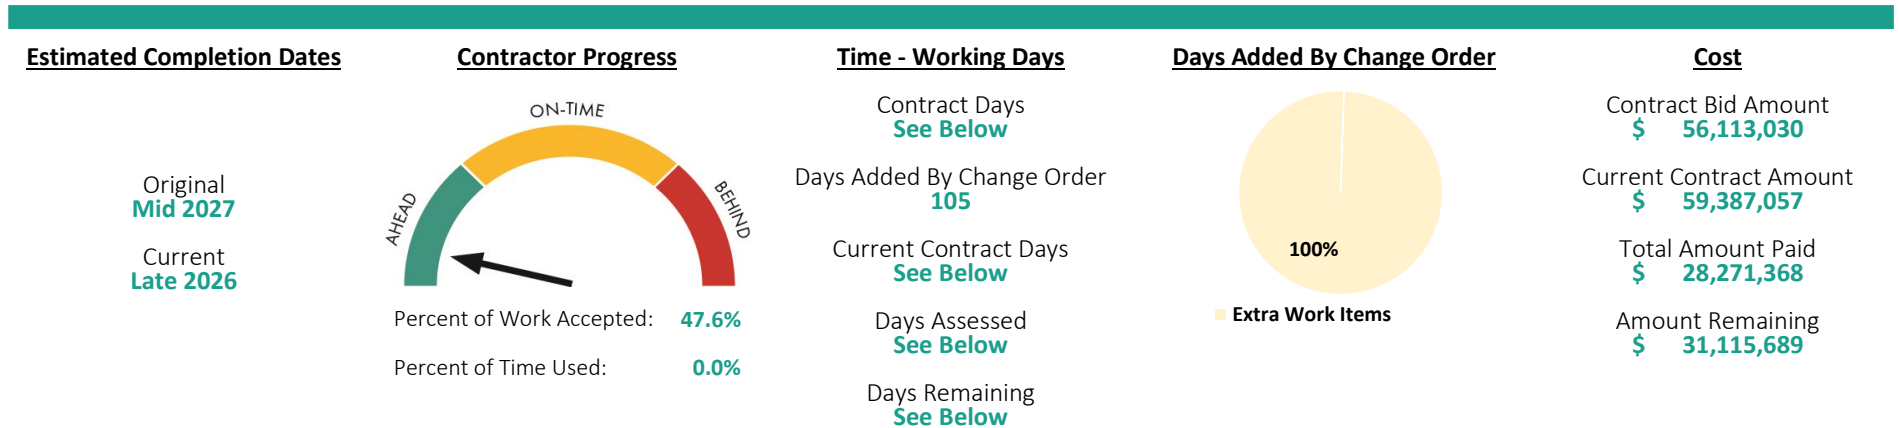 Estimated Completion Dates
Original
Mid 2027
Current
Late 2026
Contractor Progress
ON-TIME
AHEAD
BEHIND
Percent of Work Accepted: 47.6%
Percent of Time Used: 0.0%
Time - Working Days
Contract Days
See Below
Days Added By Change Order
105
Current Contract Days
See Below
Days Assessed
See Below
Days Remaining
See Below
Days Added By Change Order
100%
Extra Work Items
Cost
Contract Bid Amount
$ 56,113,030
Current Contract Amount
$ 59,387,057
Total Amount Paid
$ 28,271,368
Amount Remaining
$ 31,115,689